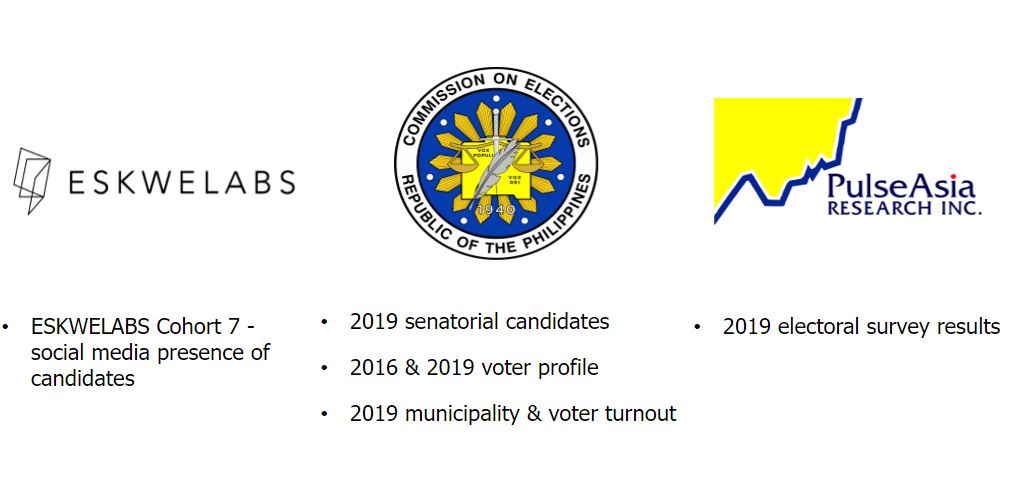 ESKWELABS
COMMISSION ON ELECTIONS
VOX
POPULI
VOX
DEI
1940
REPUBLIC OF THE PHILIPPINES
PulseAsia
RESEARCH INC.
• ESKWELABS Cohort 7 -
social media presence of
candidates
• 2019 senatorial candidates
• 2016 & 2019 voter profile
• 2019 municipality & voter turnout
• 2019 electoral survey results